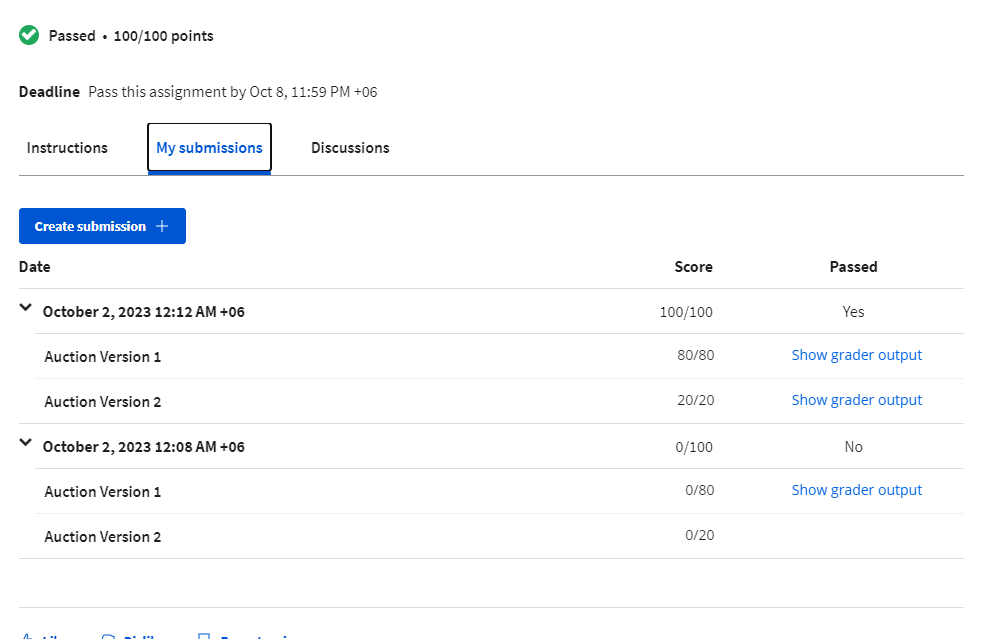 Passed • 100/100 points
Deadline Pass this assignment by Oct 8, 11:59 PM +06
Instructions My submissions Discussions
Create submission +
Date Score Passed
October 2, 2023 12:12 AM +06 100/100 Yes
Auction Version 1 80/80 Show grader output
Auction Version 2 20/20 Show grader output
October 2, 2023 12:08 AM +06 0/100 No
Auction Version 1 0/80 Show grader output
Auction Version 2 0/20